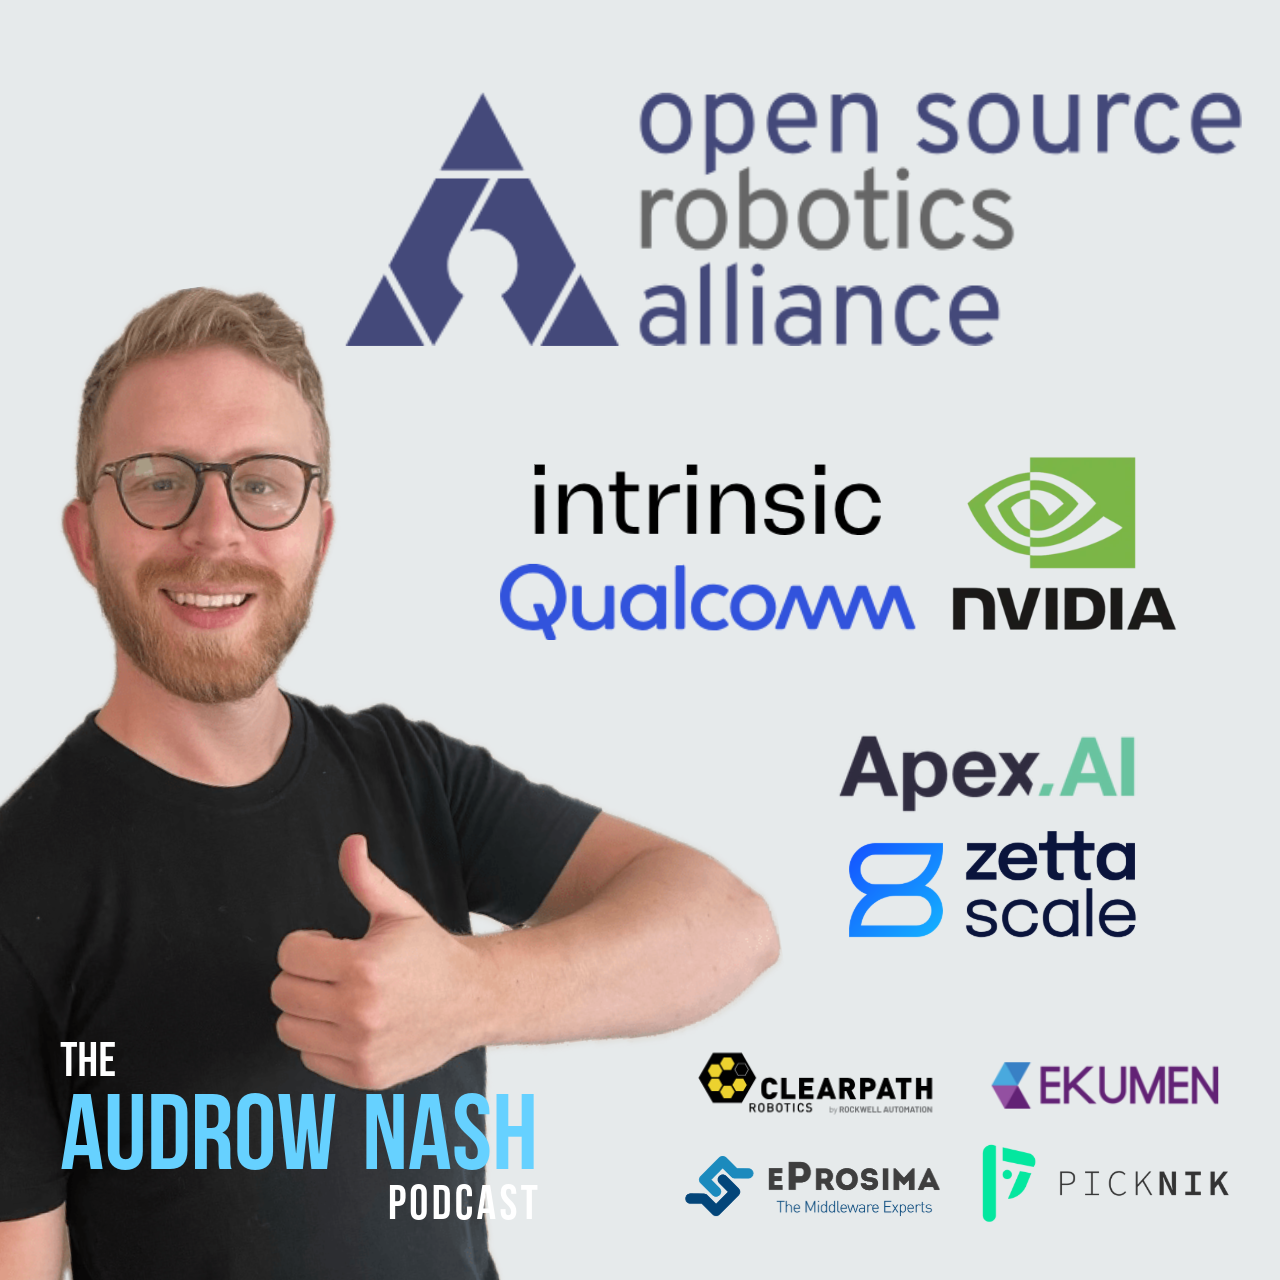 open source
robotics
alliance
intrinsic
Qualcomm
NVIDIA
Apex.AI
zetta
scale
THE
AUDROW NASH
PODCAST
CLEARPATH
ROBOTICS by ROCKWELL AUTOMATION
EKUMEN
EPROSIMA
The Middleware Experts
PICKNIK